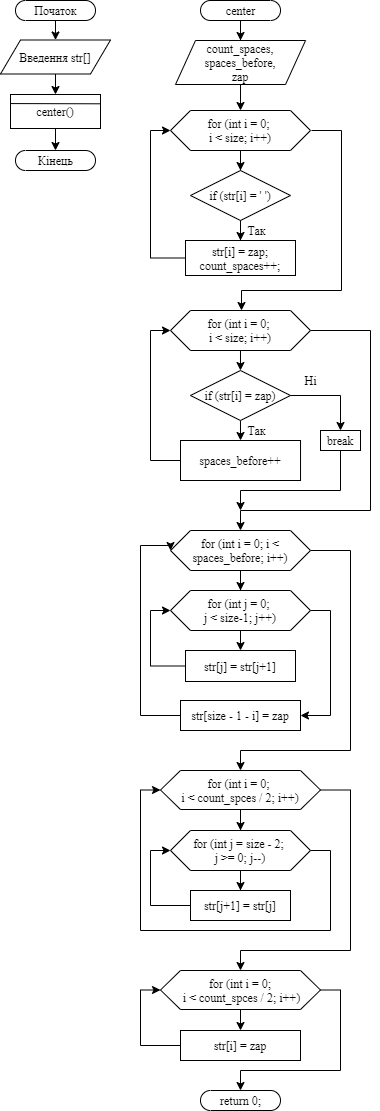 Початок
Введення str[]
center()
Кінець
center
count_spaces,
spaces_before,
zap
for (int i = 0;
i < size; i++)
if (str[i] = ' ')
Так
str[i] = zap;
count_spaces++;
for (int i = 0;
i < size; i++)
if (str[i] = zap)
Ні
Так
break
spaces_before++
for (int i = 0; i <
spaces_before; i++)
for (int j = 0;
j < size-1; j++)
str[j] = str[j+1]
str[size - 1 - i] = zap
for (int i = 0;
i < count_spces / 2; i++)
for (int j = size - 2;
j >= 0; j--)
str[j+1] = str[j]
for (int i = 0;
i < count_spces / 2; i++)
str[i] = zap
return 0;